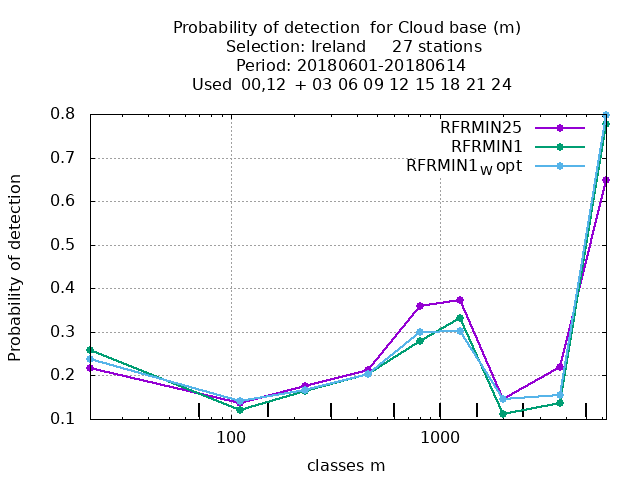 Probability of detection  for Cloud base (m)
Selection: Ireland     27 stations
Period: 20180601-20180614
Used  00,12  + 03 06 09 12 15 18 21 24
RFRMIN25
RFRMIN1
RFRMIN1W opt
0.8
0.7
0.6
0.5
0.4
0.3
0.2
0.1
Probability of detection
100 1000
classes m